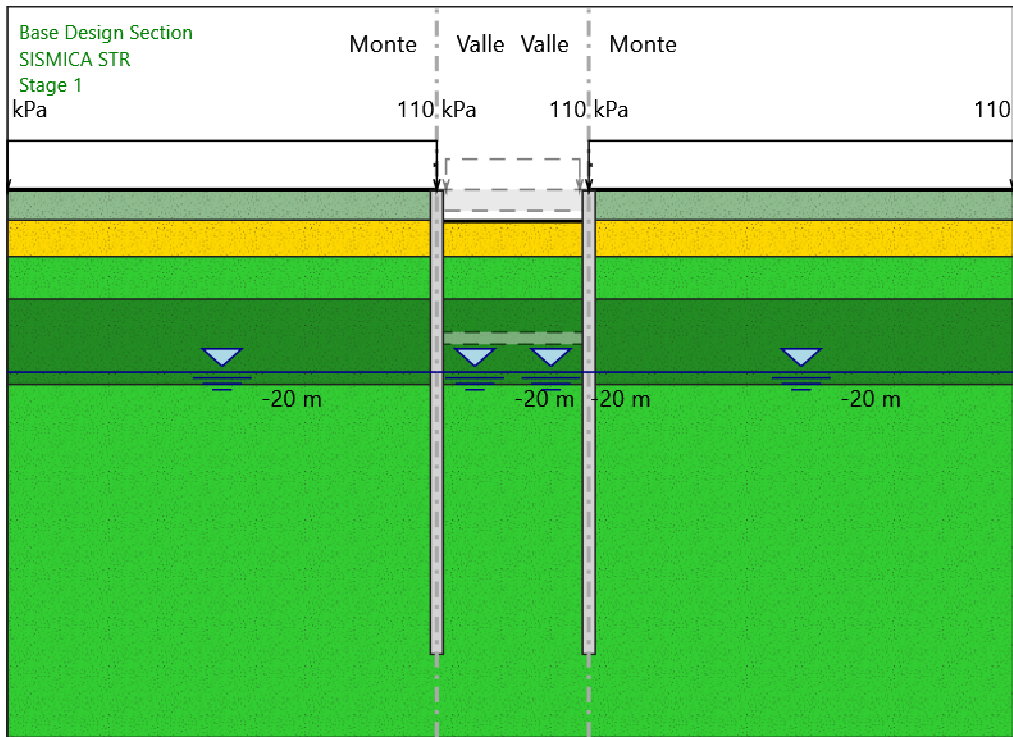 Base Design Section
SISMICA STR
Stage 1
Monte Valle Valle Monte
kPa 110 kPa 110 kPa 110
-20 m -20 m -20 m -20 m